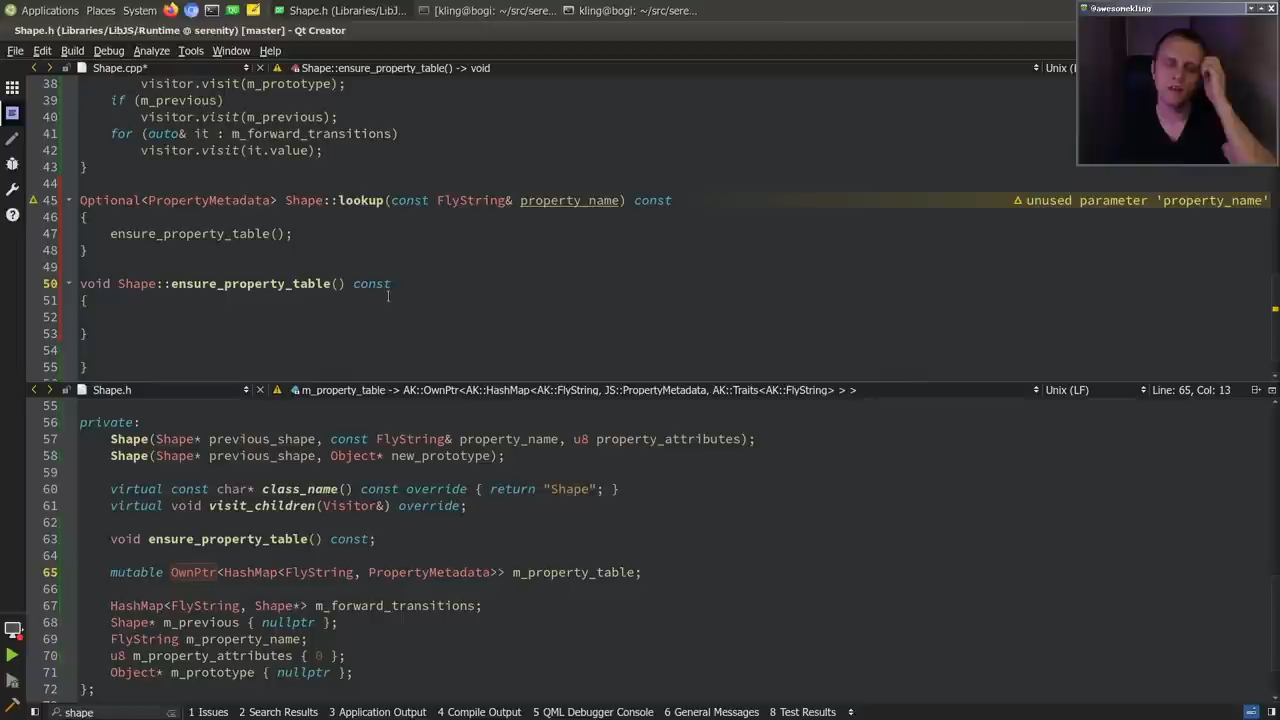 Applications Places System Shape.h (Libraries/LibJ... [kling@bogi: ~/src/sere... kling@bogi: ~/src/sere...
@awesomekling
Shape.h (Libraries/LibJS/Runtime @ serenity) [master] - Qt Creator
File Edit Build Debug Analyze Tools Window Help
Shape.cpp* Shape::ensure_property_table() -> void Unix (
38 visitor.visit(m_prototype);
39 if (m_previous)
40 visitor.visit(m_previous);
41 for (auto& it : m_forward_transitions)
42 visitor.visit(it.value);
43 }
44
45 Optional<PropertyMetadata> Shape::lookup(const FlyString& property_name) const unused parameter 'property_name'
46 {
47 ensure_property_table();
48 }
49
50 void Shape::ensure_property_table() const
51 {
52
53 }
54
55 }
Shape.h m_property_table -> AK::OwnPtr<AK::HashMap<AK::FlyString, JS::PropertyMetadata, AK::Traits<AK::FlyString> > > Unix (LF) Line: 65, Col: 13
55
56 private:
57 Shape(Shape* previous_shape, const FlyString& property_name, u8 property_attributes);
58 Shape(Shape* previous_shape, Object* new_prototype);
59
60 virtual const char* class_name() const override { return "Shape"; }
61 virtual void visit_children(Visitor&) override;
62
63 void ensure_property_table() const;
64
65 mutable OwnPtr<HashMap<FlyString, PropertyMetadata>> m_property_table;
66
67 HashMap<FlyString, Shape*> m_forward_transitions;
68 Shape* m_previous { nullptr };
69 FlyString m_property_name;
70 u8 m_property_attributes { 0 };
71 Object* m_prototype { nullptr };
72 };
shape 1 Issues 2 Search Results 3 Application Output 4 Compile Output 5 QML Debugger Console 6 General Messages 8 Test Results